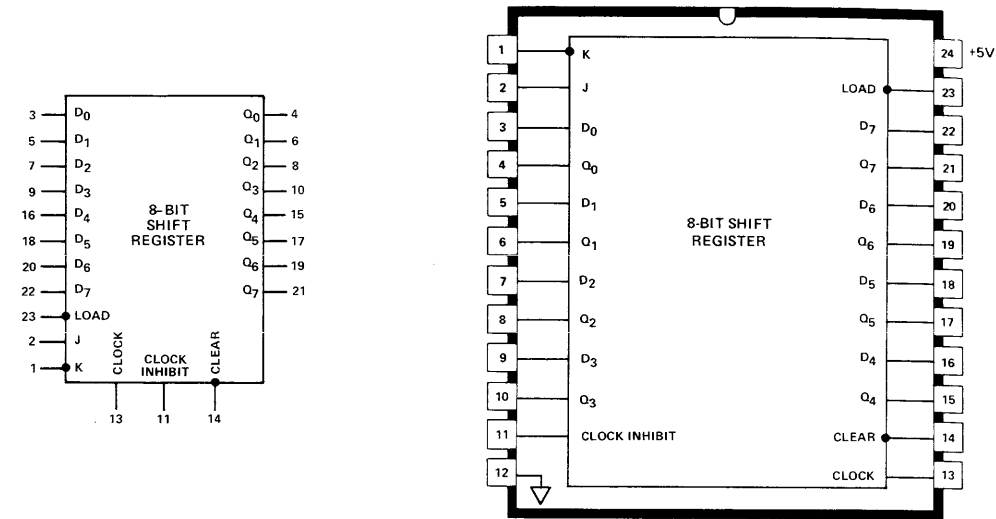 3 D0 Q0 4
5 D1 Q1 6
7 D2 Q2 8
9 D3 Q3 10
16 D4 Q4 15
18 D5 Q5 17
20 D6 Q6 19
22 D7 Q7 21
8-BIT
SHIFT
REGISTER
23 LOAD
2 J
1 K
CLOCK
CLOCK
INHIBIT
CLEAR
13 11 14
1 K
2 J
3 D0
4 Q0
5 D1
6 Q1
7 D2
8 Q2
9 D3
10 Q3
11 CLOCK INHIBIT
12
8-BIT SHIFT
REGISTER
24 +5V
LOAD 23
D7 22
Q7 21
D6 20
Q6 19
D5 18
Q5 17
D4 16
Q4 15
CLEAR 14
CLOCK 13